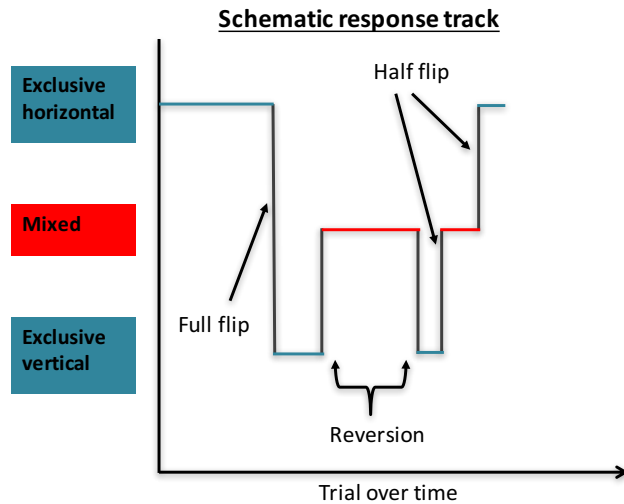 Schematic response track
Exclusive
horizontal
Half flip
Mixed
Full flip
Exclusive
vertical
Reversion
Trial over time